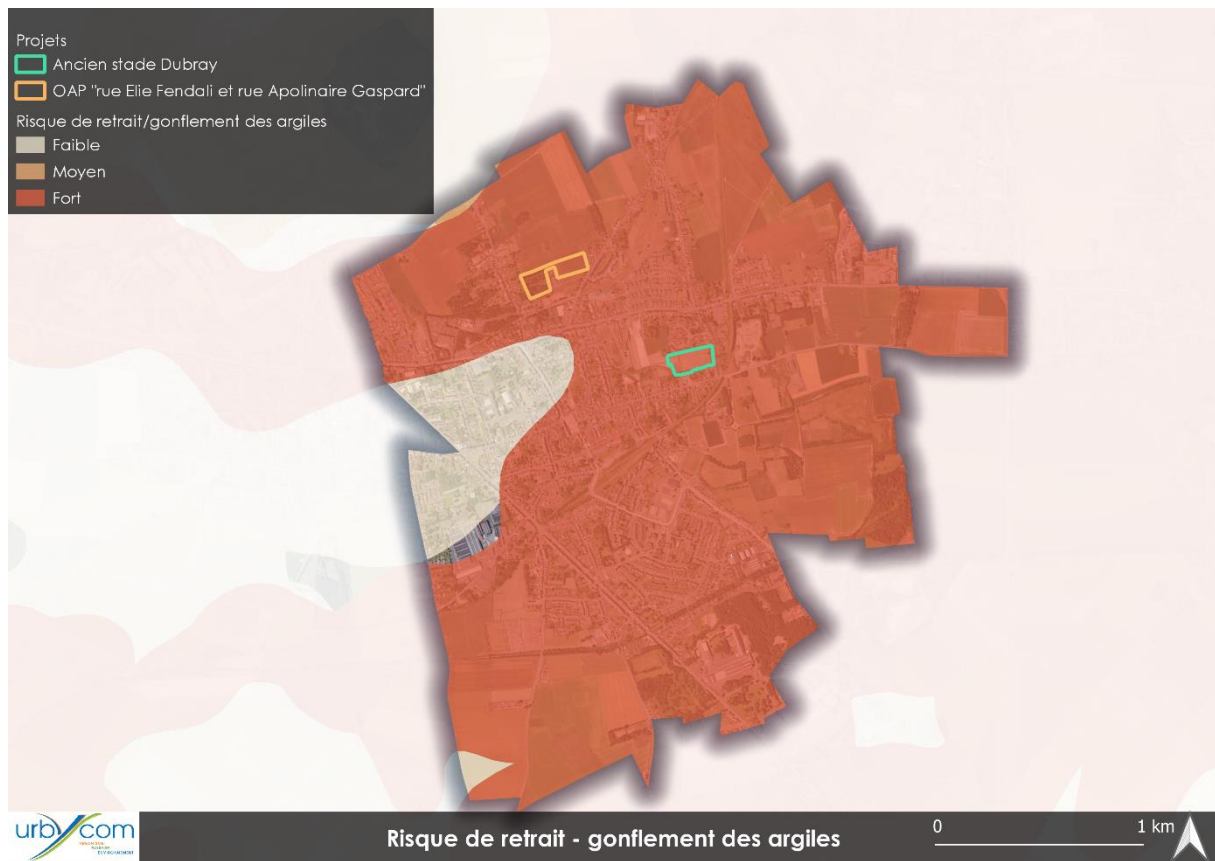 Projets
Ancien stade Dubray
OAP "rue Elie Fendali et rue Apolinaire Gaspard"
Risque de retrait/gonflement des argiles
Faible
Moyen
Fort
urbycom
Risque de retrait - gonflement des argiles
0
1 km